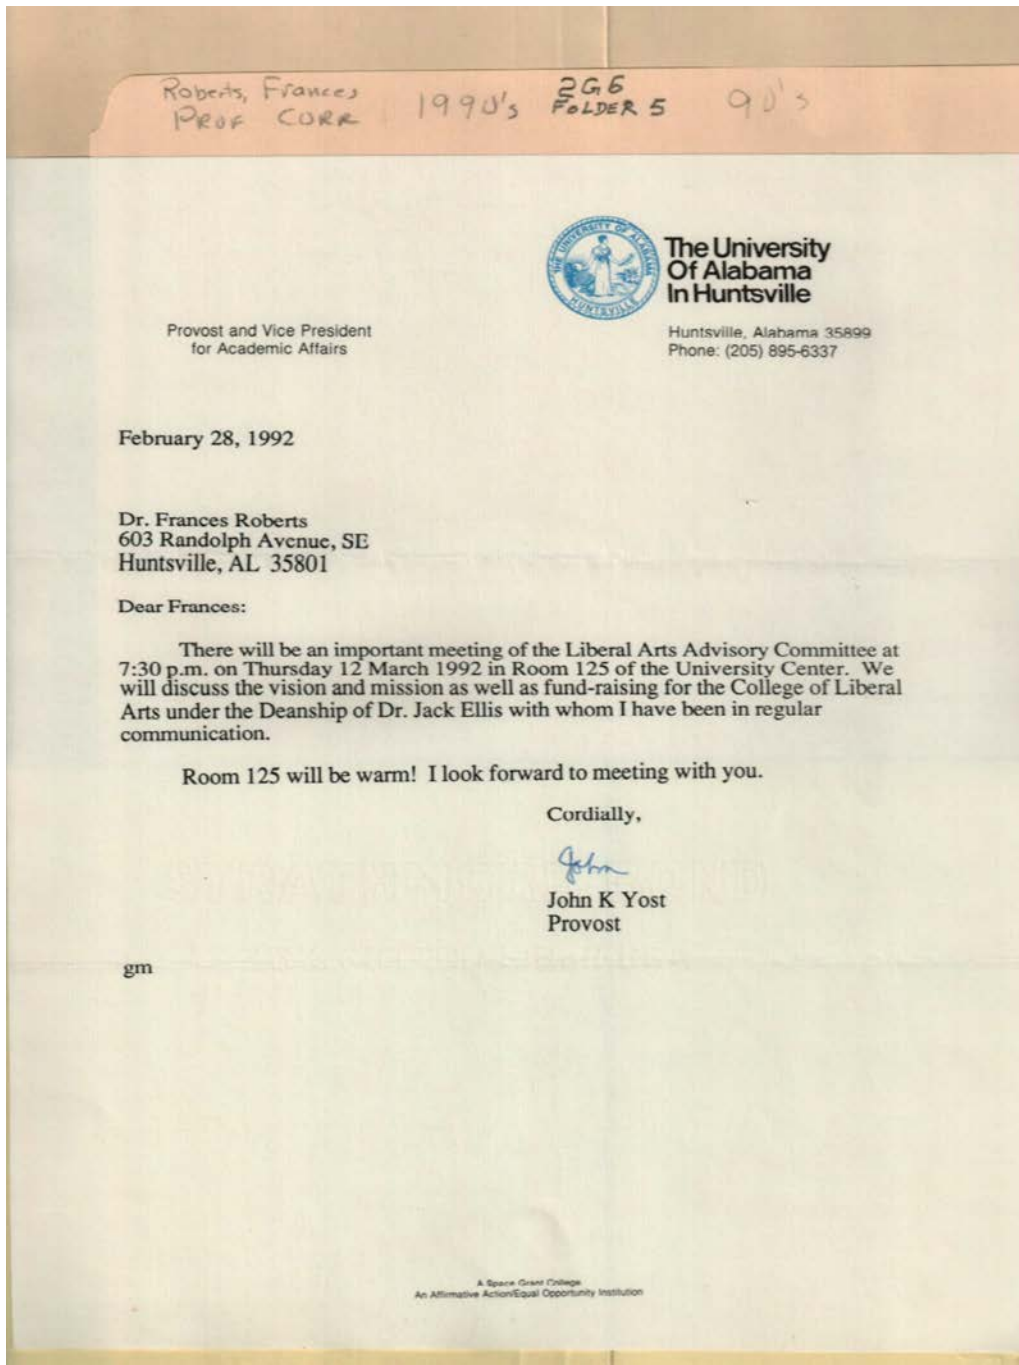 Roberts, Frances 1990's 2G6 90's
PROF CORR FOLDER 5
THE UNIVERSITY OF ALABAMA
HUNTSVILLE
The University
Of Alabama
In Huntsville
Provost and Vice President
for Academic Affairs
Huntsville, Alabama 35899
Phone: (205) 895-6337
February 28, 1992
Dr. Frances Roberts
603 Randolph Avenue, SE
Huntsville, AL 35801
Dear Frances:
There will be an important meeting of the Liberal Arts Advisory Committee at
7:30 p.m. on Thursday 12 March 1992 in Room 125 of the University Center. We
will discuss the vision and mission as well as fund-raising for the College of Liberal
Arts under the Deanship of Dr. Jack Ellis with whom I have been in regular
communication.
Room 125 will be warm! I look forward to meeting with you.
Cordially,
John
John K Yost
Provost
gm
A Space Grant College
An Affirmative Action/Equal Opportunity Institution